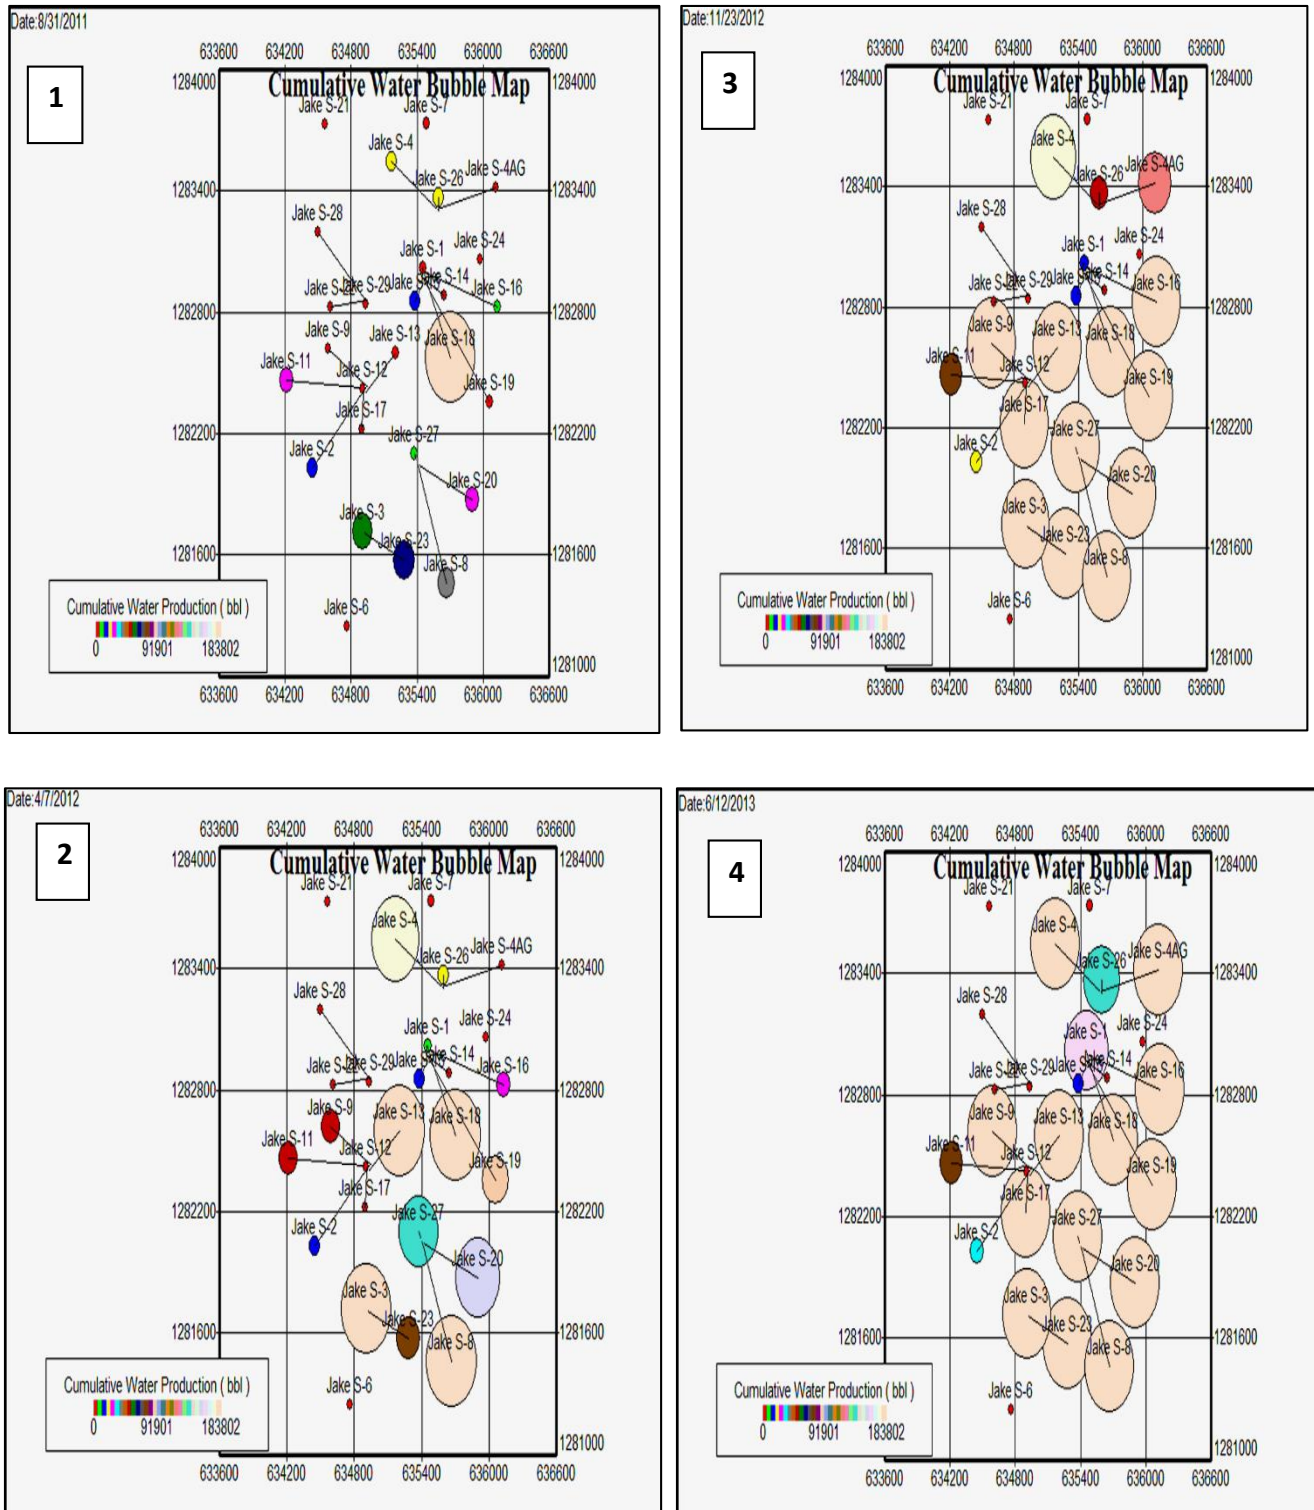 Date:8/31/2011
1
633600 634200 634800 635400 636000 636600
1284000 Cumulative Water Bubble Map 1284000
Jake S-21 Jake S-7
Jake S-4
Jake S-26 Jake S-4AG
1283400 1283400
Jake S-28
Jake S-1 Jake S-24
Jake S-29 Jake S-14
Jake S-16
1282800 1282800
Jake S-9 Jake S-13 Jake S-18
Jake S-11 Jake S-12
Jake S-19
Jake S-17
1282200 1282200
Jake S-2 Jake S-27
Jake S-20
Jake S-3
Jake S-23
1281600 1281600
Jake S-8
Cumulative Water Production ( bbl )
0 91901 183802
Jake S-6
1281000
633600 634200 634800 635400 636000 636600
Date:11/23/2012
3
633600 634200 634800 635400 636000 636600
1284000 Cumulative Water Bubble Map 1284000
Jake S-21 Jake S-7
Jake S-4
Jake S-26 Jake S-4AG
1283400 1283400
Jake S-28
Jake S-1 Jake S-24
Jake S-29 Jake S-14
Jake S-16
1282800 1282800
Jake S-9 Jake S-13 Jake S-18
Jake S-11 Jake S-12
Jake S-19
Jake S-17
1282200 1282200
Jake S-2 Jake S-27
Jake S-20
Jake S-3
Jake S-23
1281600 1281600
Jake S-8
Cumulative Water Production ( bbl )
0 91901 183802
Jake S-6
1281000
633600 634200 634800 635400 636000 636600
Date:4/7/2012
2
633600 634200 634800 635400 636000 636600
1284000 Cumulative Water Bubble Map 1284000
Jake S-21 Jake S-7
Jake S-4
Jake S-26 Jake S-4AG
1283400 1283400
Jake S-28
Jake S-1 Jake S-24
Jake S-29 Jake S-14
Jake S-16
1282800 1282800
Jake S-9 Jake S-13 Jake S-18
Jake S-11 Jake S-12
Jake S-19
Jake S-17
1282200 1282200
Jake S-2 Jake S-27
Jake S-20
Jake S-3
Jake S-23
1281600 1281600
Jake S-8
Cumulative Water Production ( bbl )
0 91901 183802
Jake S-6
1281000
633600 634200 634800 635400 636000 636600
Date:6/12/2013
4
633600 634200 634800 635400 636000 636600
1284000 Cumulative Water Bubble Map 1284000
Jake S-21 Jake S-7
Jake S-4
Jake S-26 Jake S-4AG
1283400 1283400
Jake S-28
Jake S-1 Jake S-24
Jake S-29 Jake S-14
Jake S-16
1282800 1282800
Jake S-9 Jake S-13 Jake S-18
Jake S-11 Jake S-12
Jake S-19
Jake S-17
1282200 1282200
Jake S-2 Jake S-27
Jake S-20
Jake S-3
Jake S-23
1281600 1281600
Jake S-8
Cumulative Water Production ( bbl )
0 91901 183802
Jake S-6
1281000
633600 634200 634800 635400 636000 636600